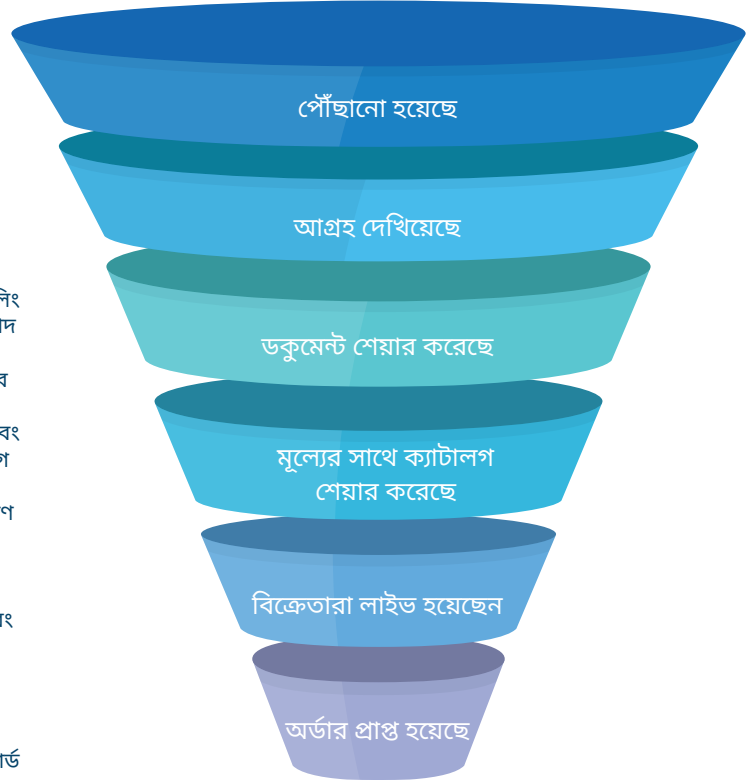 পৌঁছানো হয়েছে
আগ্রহ দেখিয়েছে
ডকুমেন্ট শেয়ার করেছে
মূল্যের সাথে ক্যাটালগ
শেয়ার করেছে
বিক্রেতারা লাইভ হয়েছেন
অর্ডার প্রাপ্ত হয়েছে